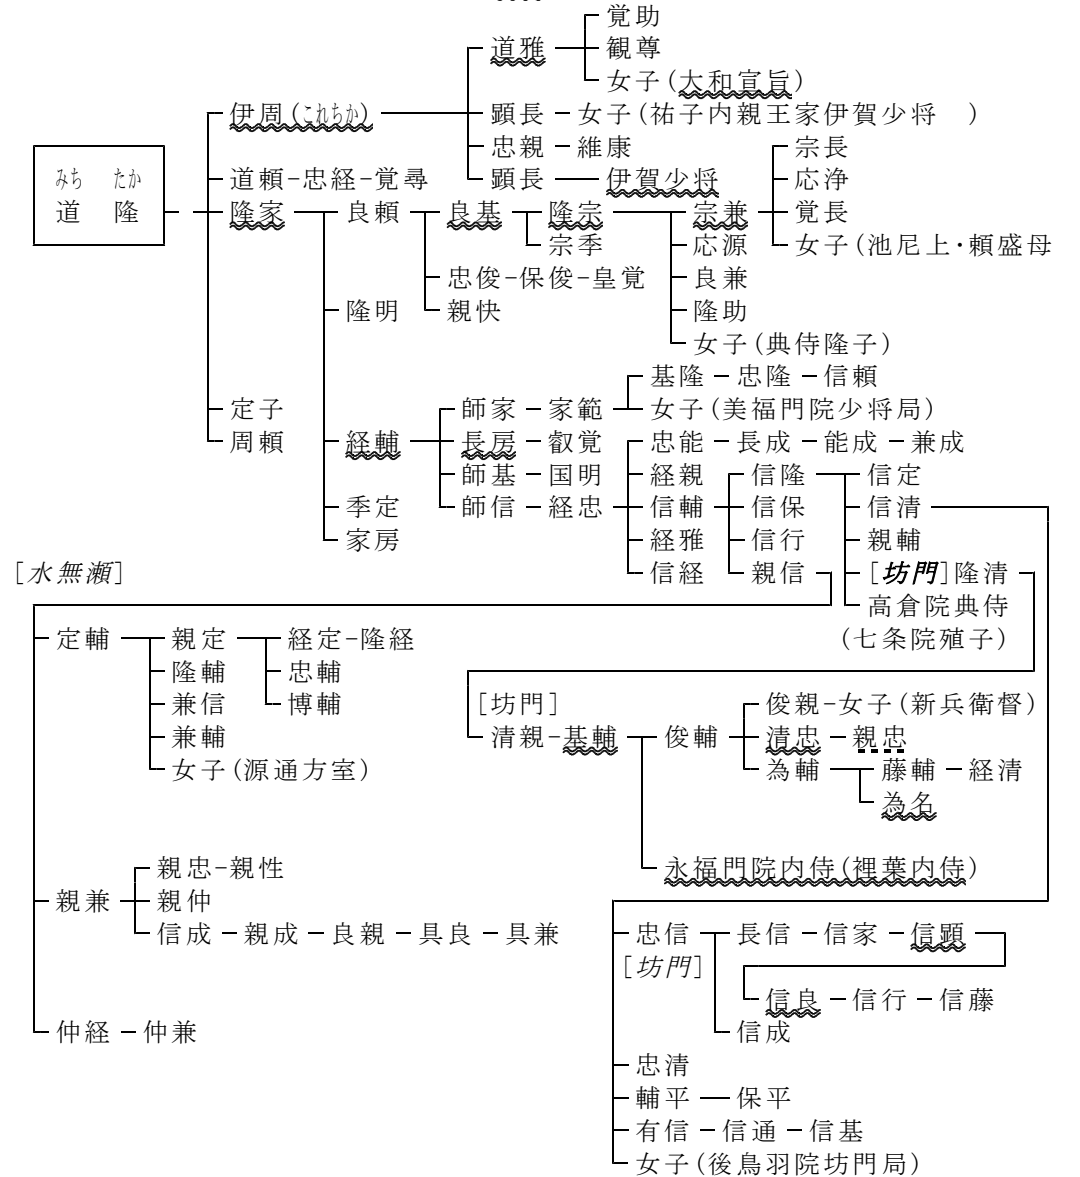 覚助
道雅 観尊
女子(大和宣旨)
伊周(これちか) 顕長 女子(祐子内親王家伊賀少将 )
忠親 維康 宗長
みち たか 道頼-忠経-覚尋 顕長 伊賀少将 応浄
道 隆 隆家 良頼 良基 隆宗 宗兼 覚長
宗季 応源 女子(池尼上・頼盛母
忠俊-保俊-皇覚 良兼
隆明 親快 隆助
女子(典侍隆子)
基隆 忠隆 信頼
定子 師家 家範 女子(美福門院少将局)
周頼 経輔 長房 叡覚 忠能 長成 能成 兼成
師基 国明 経親 信隆 信定
季定 師信 経忠 信輔 信保 信清
家房 経雅 信行 親輔
[水無瀬] 信経 親信 [坊門]隆清
高倉院典侍
定輔 親定 経定-隆経 (七条院殖子)
隆輔 忠輔
兼信 博輔 [坊門] 俊親-女子(新兵衛督)
兼輔 清親-基輔 俊輔 清忠 親忠
女子(源通方室) 為輔 藤輔 経清
為名
親忠-親性 永福門院内侍(裡葉内侍)
親兼 親仲
信成 親成 良親 具良 具兼 忠信 長信 信家 信顕
[坊門]
信良 信行 信藤
仲経 仲兼 信成
忠清
輔平 保平
有信 信通 信基
女子(後鳥羽院坊門局)